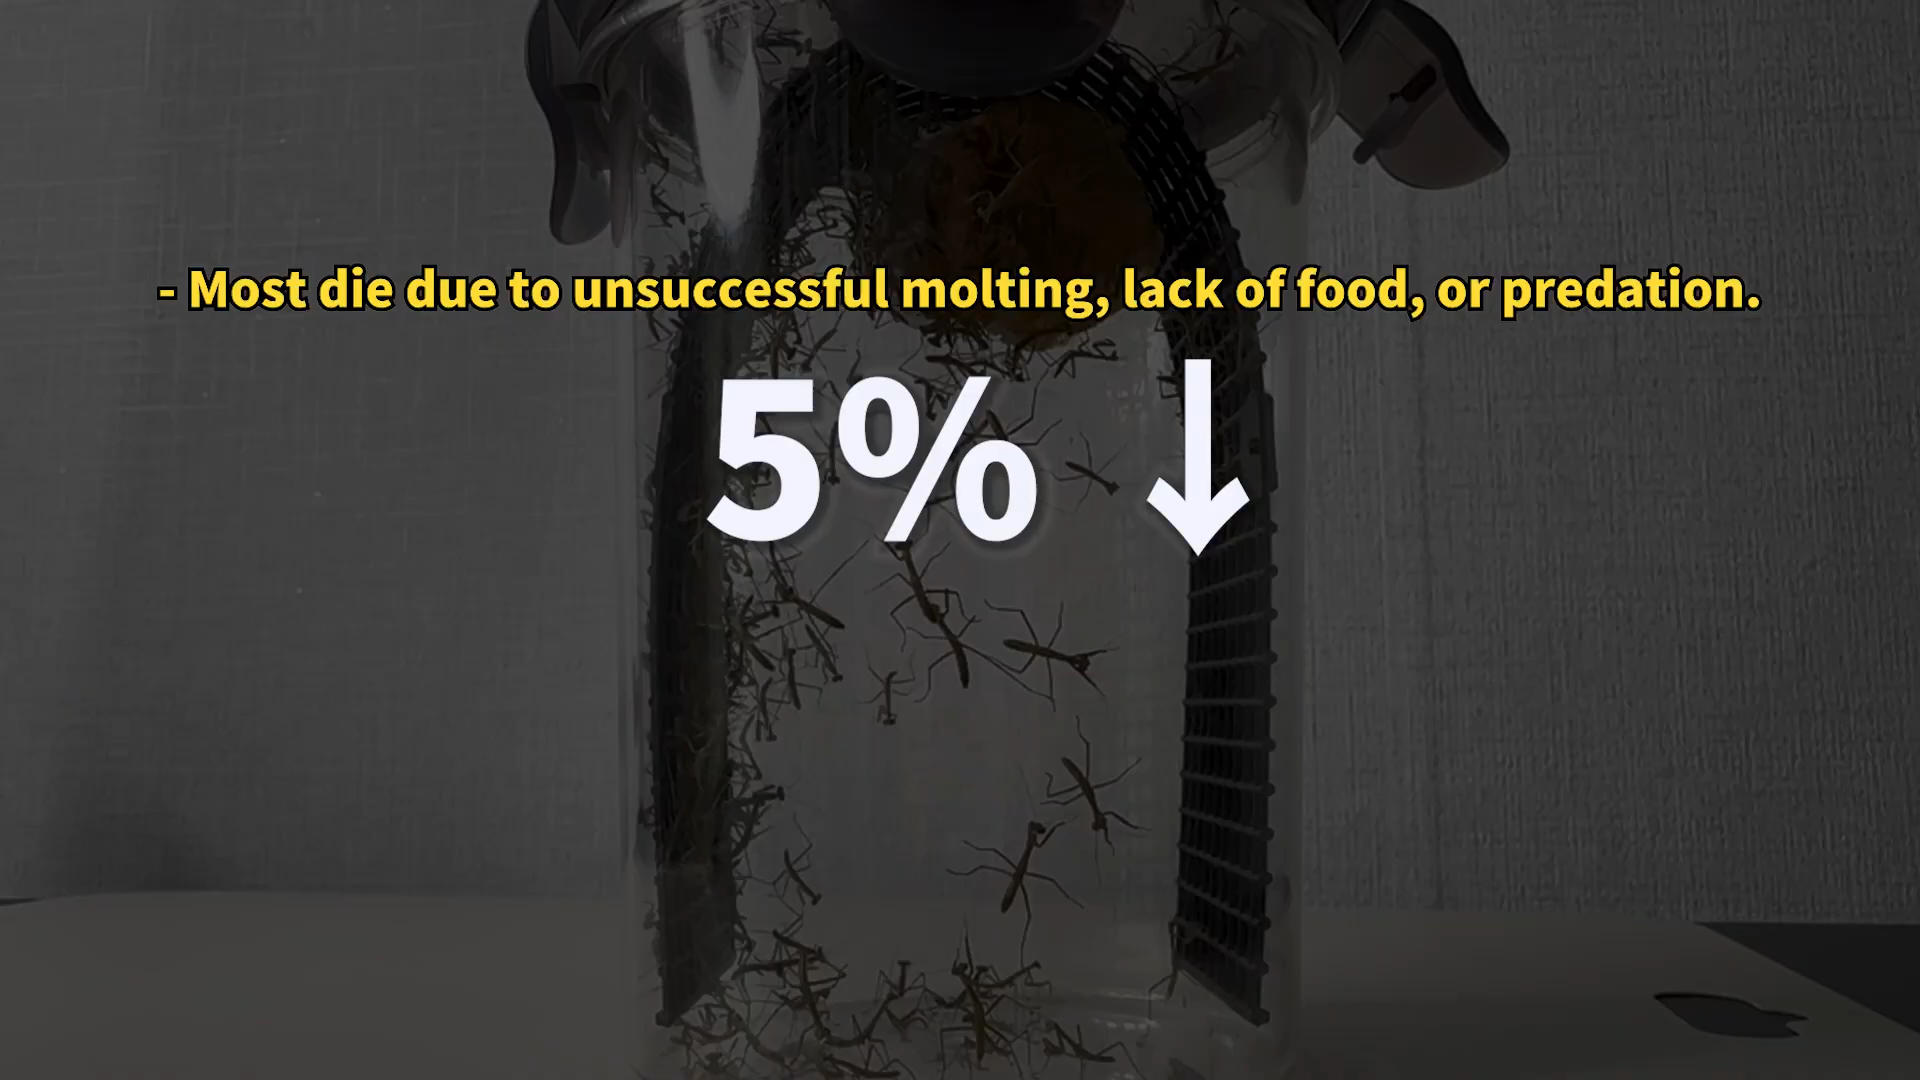 - Most die due to unsuccessful molting, lack of food, or predation.
5% ↓